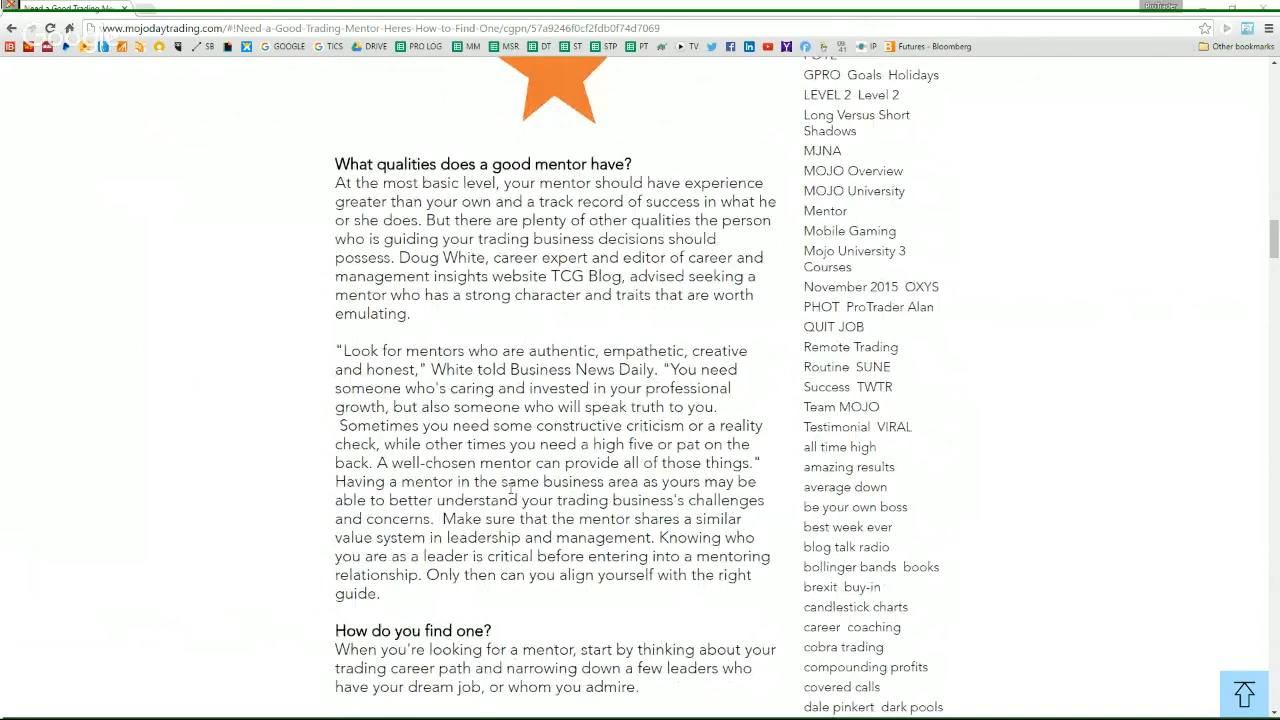 Need a Good Trading M
ProTrader
www.mojodaytrading.com/#!Need-a-Good-Trading-Mentor-Heres-How-to-Find-One/cgpn/57a9246f0cf2fdb0f74d7069
SB GOOGLE TICS DRIVE PRO LOG MM MSR DT ST STP PT TV IP Futures - Bloomberg Other bookmarks
What qualities does a good mentor have?
At the most basic level, your mentor should have experience
greater than your own and a track record of success in what he
or she does. But there are plenty of other qualities the person
who is guiding your trading business decisions should
possess. Doug White, career expert and editor of career and
management insights website TCG Blog, advised seeking a
mentor who has a strong character and traits that are worth
emulating.
"Look for mentors who are authentic, empathetic, creative
and honest," White told Business News Daily. "You need
someone who's caring and invested in your professional
growth, but also someone who will speak truth to you.
Sometimes you need some constructive criticism or a reality
check, while other times you need a high five or pat on the
back. A well-chosen mentor can provide all of those things."
Having a mentor in the same business area as yours may be
able to better understand your trading business's challenges
and concerns.  Make sure that the mentor shares a similar
value system in leadership and management. Knowing who
you are as a leader is critical before entering into a mentoring
relationship. Only then can you align yourself with the right
guide.
How do you find one?
When you're looking for a mentor, start by thinking about your
trading career path and narrowing down a few leaders who
have your dream job, or whom you admire.
GPRO Goals Holidays
LEVEL 2 Level 2
Long Versus Short
Shadows
MJNA
MOJO Overview
MOJO University
Mentor
Mobile Gaming
Mojo University 3
Courses
November 2015 OXYS
PHOT ProTrader Alan
QUIT JOB
Remote Trading
Routine SUNE
Success TWTR
Team MOJO
Testimonial VIRAL
all time high
amazing results
average down
be your own boss
best week ever
blog talk radio
bollinger bands books
brexit buy-in
candlestick charts
career coaching
cobra trading
compounding profits
covered calls
dale pinkert dark pools